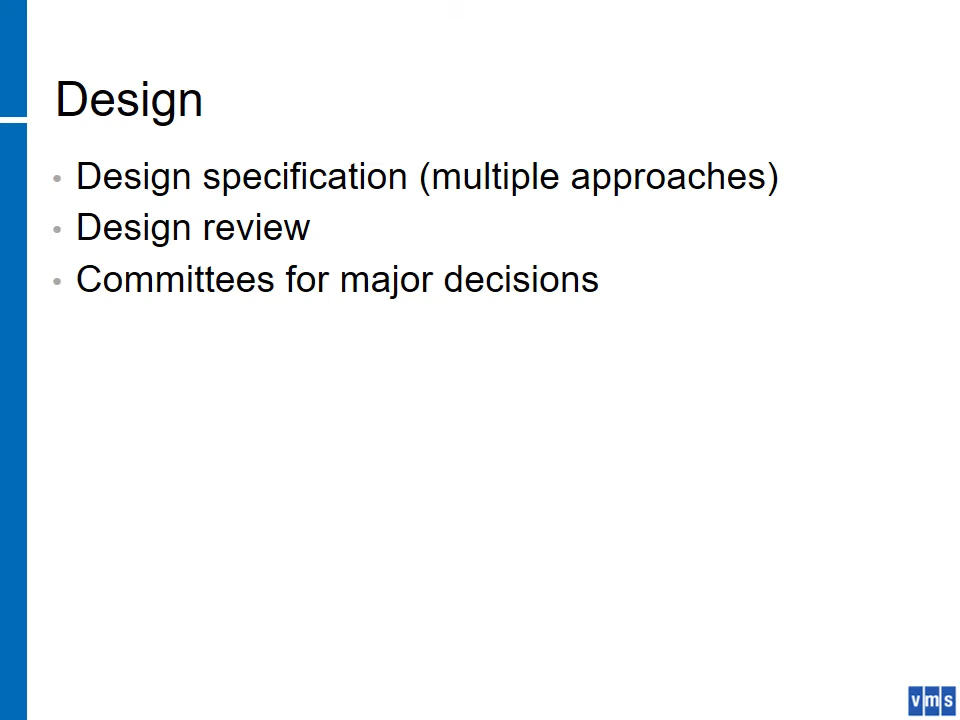 Design
• Design specification (multiple approaches)
• Design review
• Committees for major decisions
vms